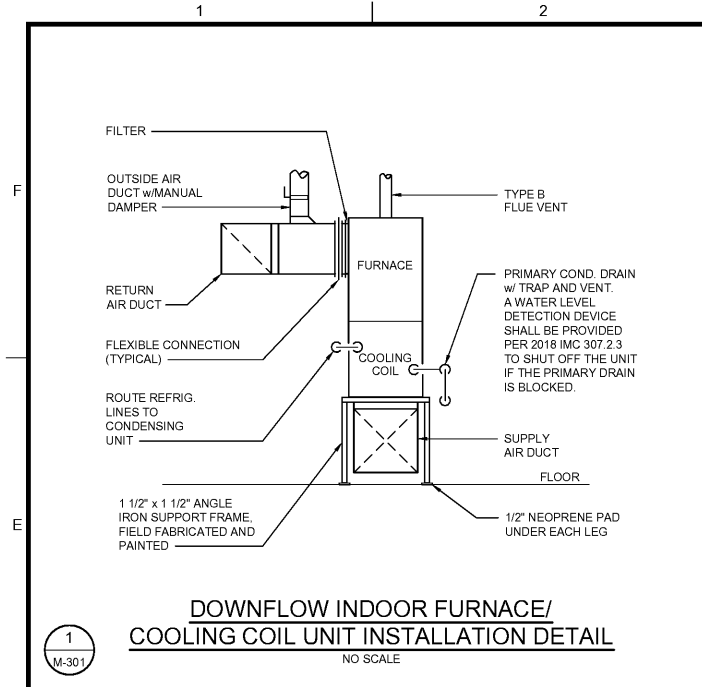 1
2
F
E
FILTER
OUTSIDE AIR
DUCT w/MANUAL
DAMPER
RETURN
AIR DUCT
FLEXIBLE CONNECTION
(TYPICAL)
ROUTE REFRIG.
LINES TO
CONDENSING
UNIT
1 1/2" x 1 1/2" ANGLE
IRON SUPPORT FRAME,
FIELD FABRICATED AND
PAINTED
FURNACE
COOLING
COIL
TYPE B
FLUE VENT
PRIMARY COND. DRAIN
w/ TRAP AND VENT.
A WATER LEVEL
DETECTION DEVICE
SHALL BE PROVIDED
PER 2018 IMC 307.2.3
TO SHUT OFF THE UNIT
IF THE PRIMARY DRAIN
IS BLOCKED.
SUPPLY
AIR DUCT
FLOOR
1/2" NEOPRENE PAD
UNDER EACH LEG
DOWNFLOW INDOOR FURNACE/
COOLING COIL UNIT INSTALLATION DETAIL
NO SCALE
1
M-301